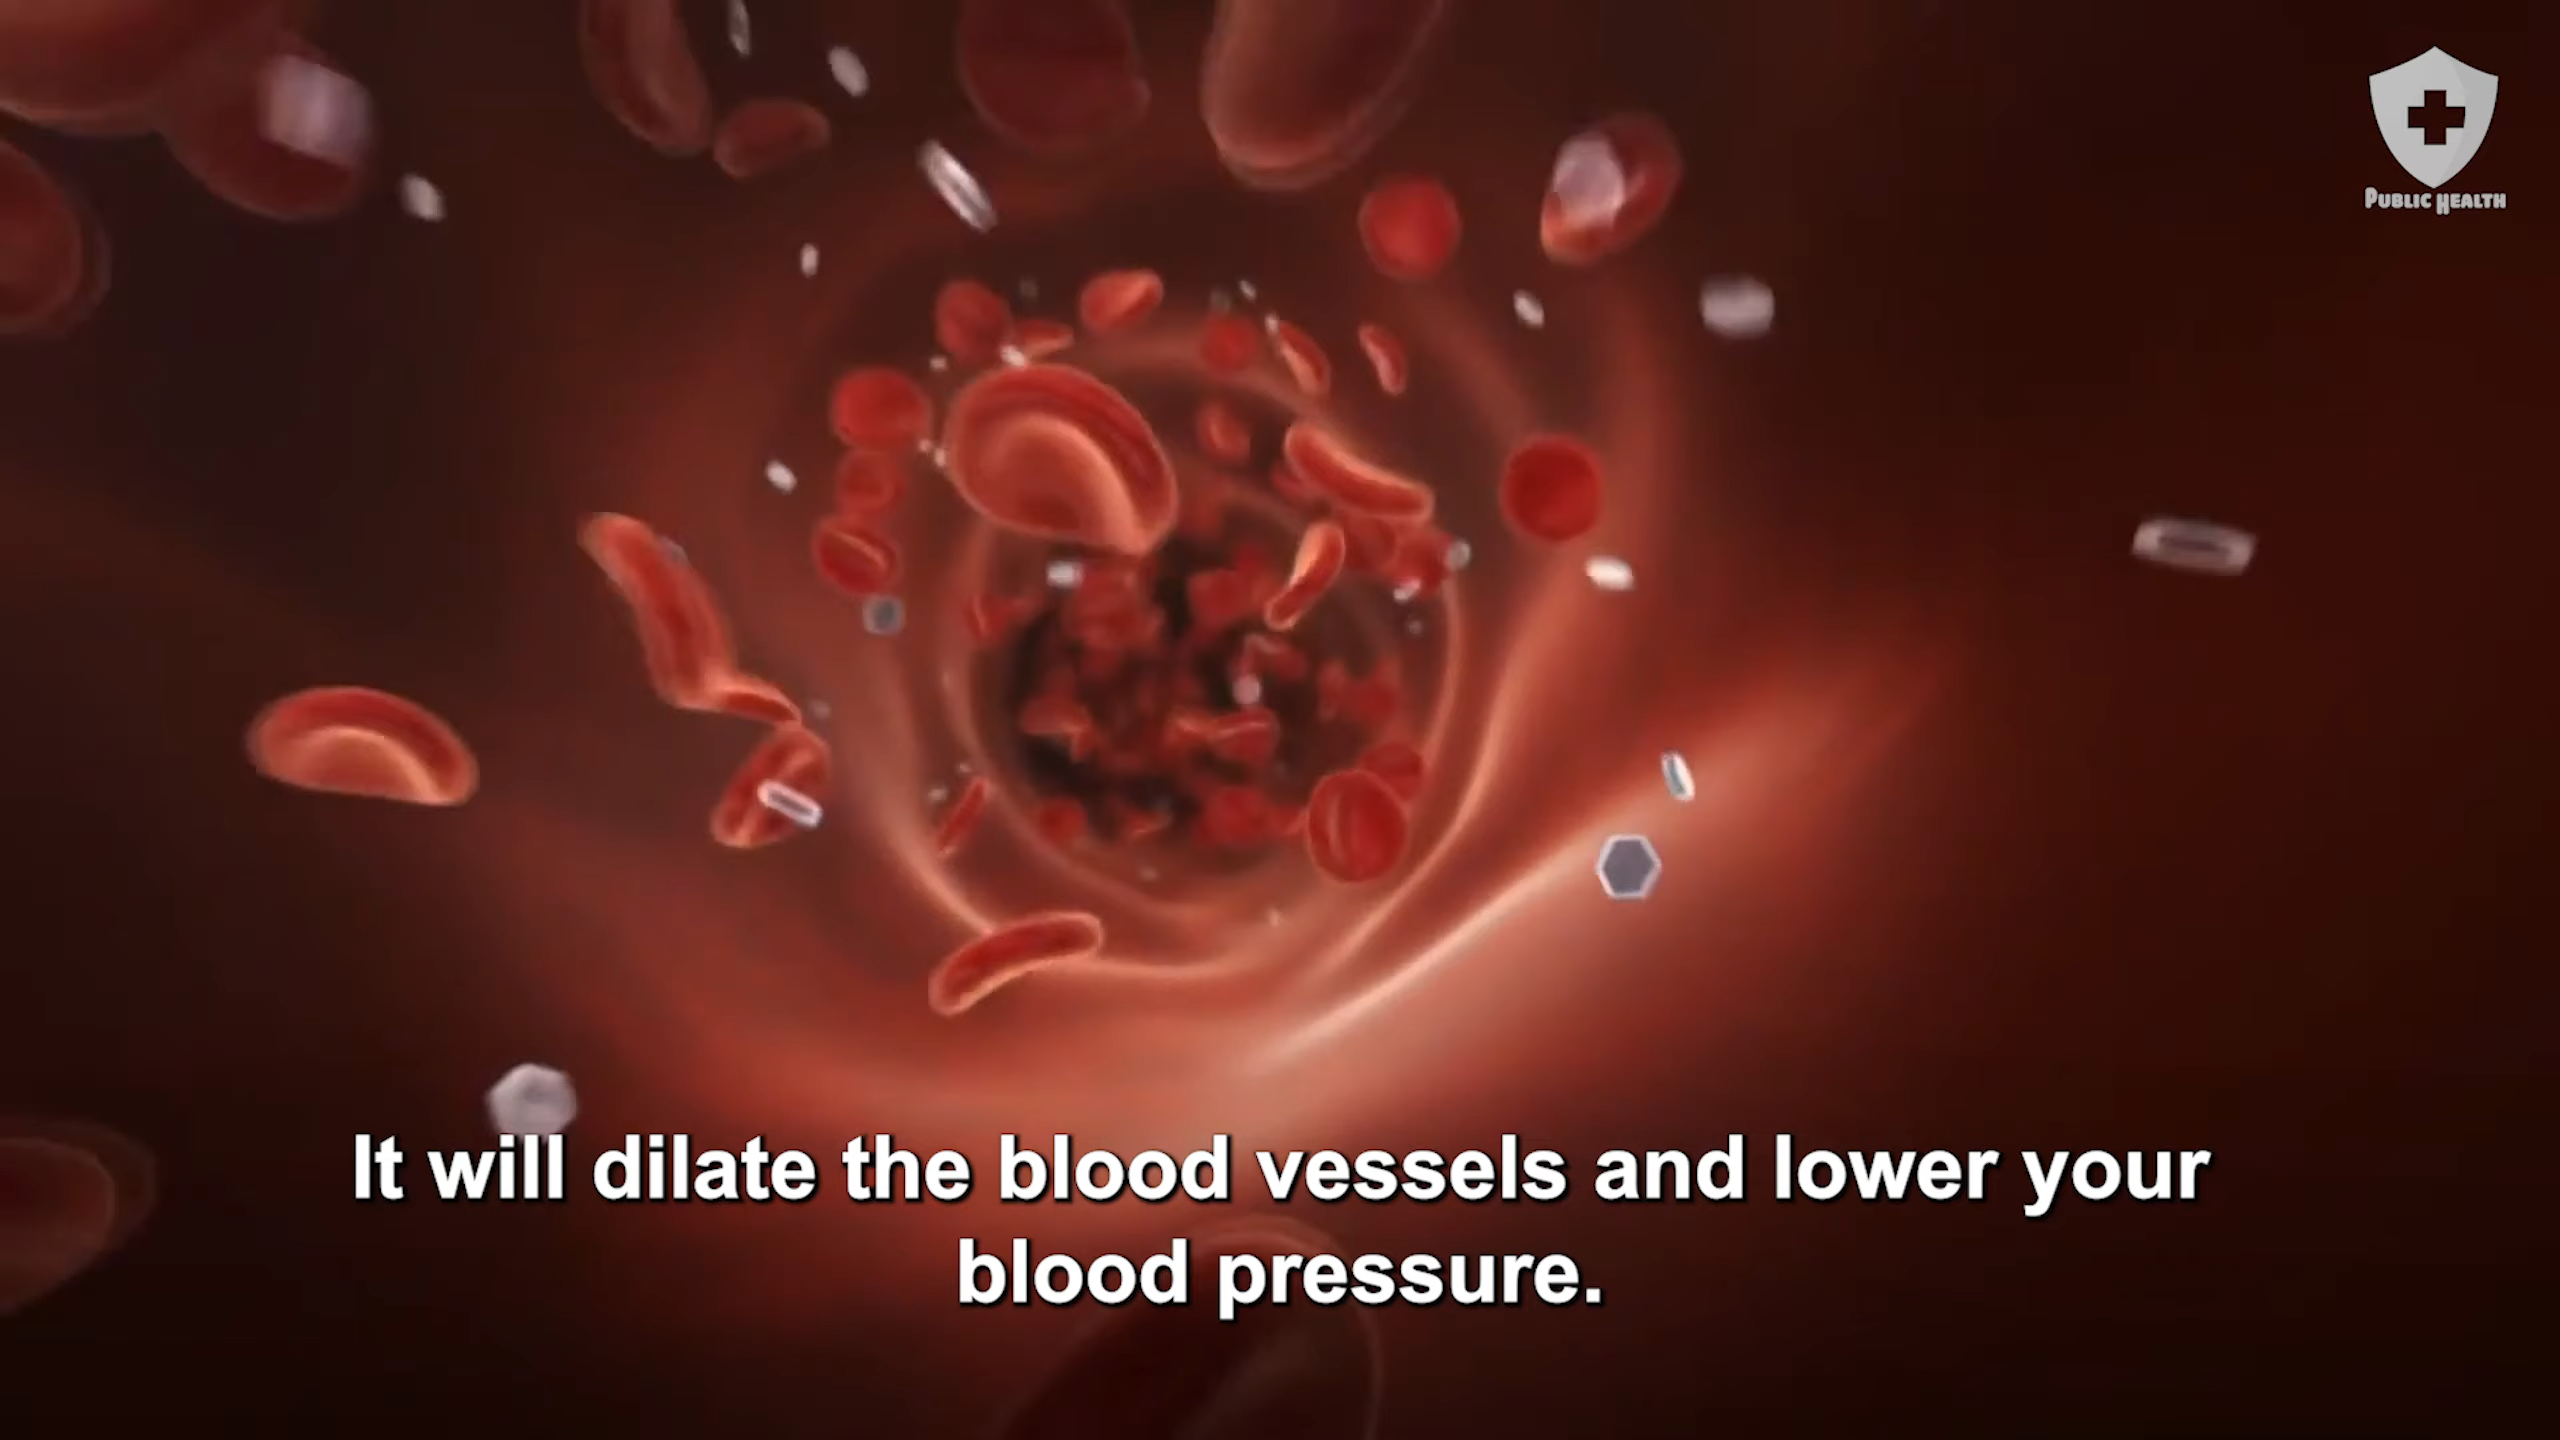 PUBLIC HEALTH
It will dilate the blood vessels and lower your
blood pressure.